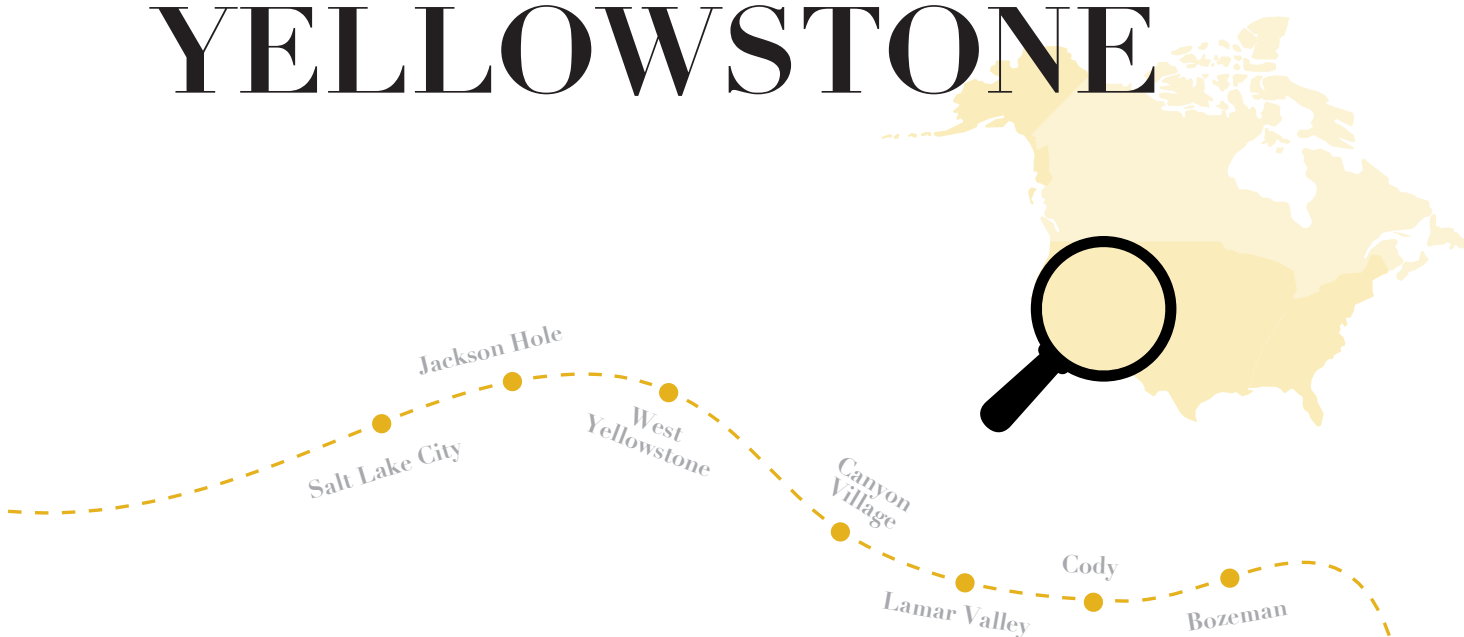 YELLOWSTONE
Jackson Hole
Salt Lake City
West
Yellowstone
Canyon
Village
Lamar Valley
Cody
Bozeman